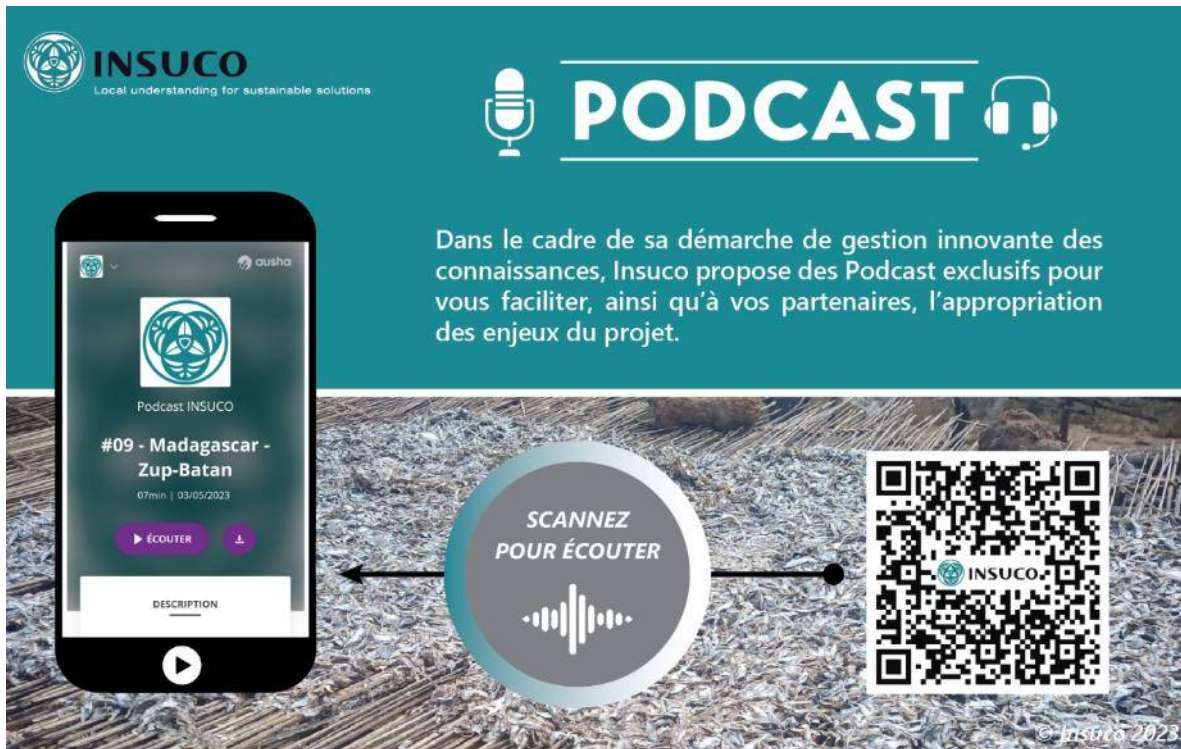 INSUCO
Local understanding for sustainable solutions
PODCAST
Dans le cadre de sa démarche de gestion innovante des
connaissances, Insuco propose des Podcast exclusifs pour
vous faciliter, ainsi qu'à vos partenaires, l'appropriation
des enjeux du projet.
ausha
Podcast INSUCO
#09 - Madagascar -
Zup-Batan
07min | 03/05/2023
ÉCOUTER
DESCRIPTION
SCANNEZ
POUR ÉCOUTER
INSUCO
© Insuco 2023